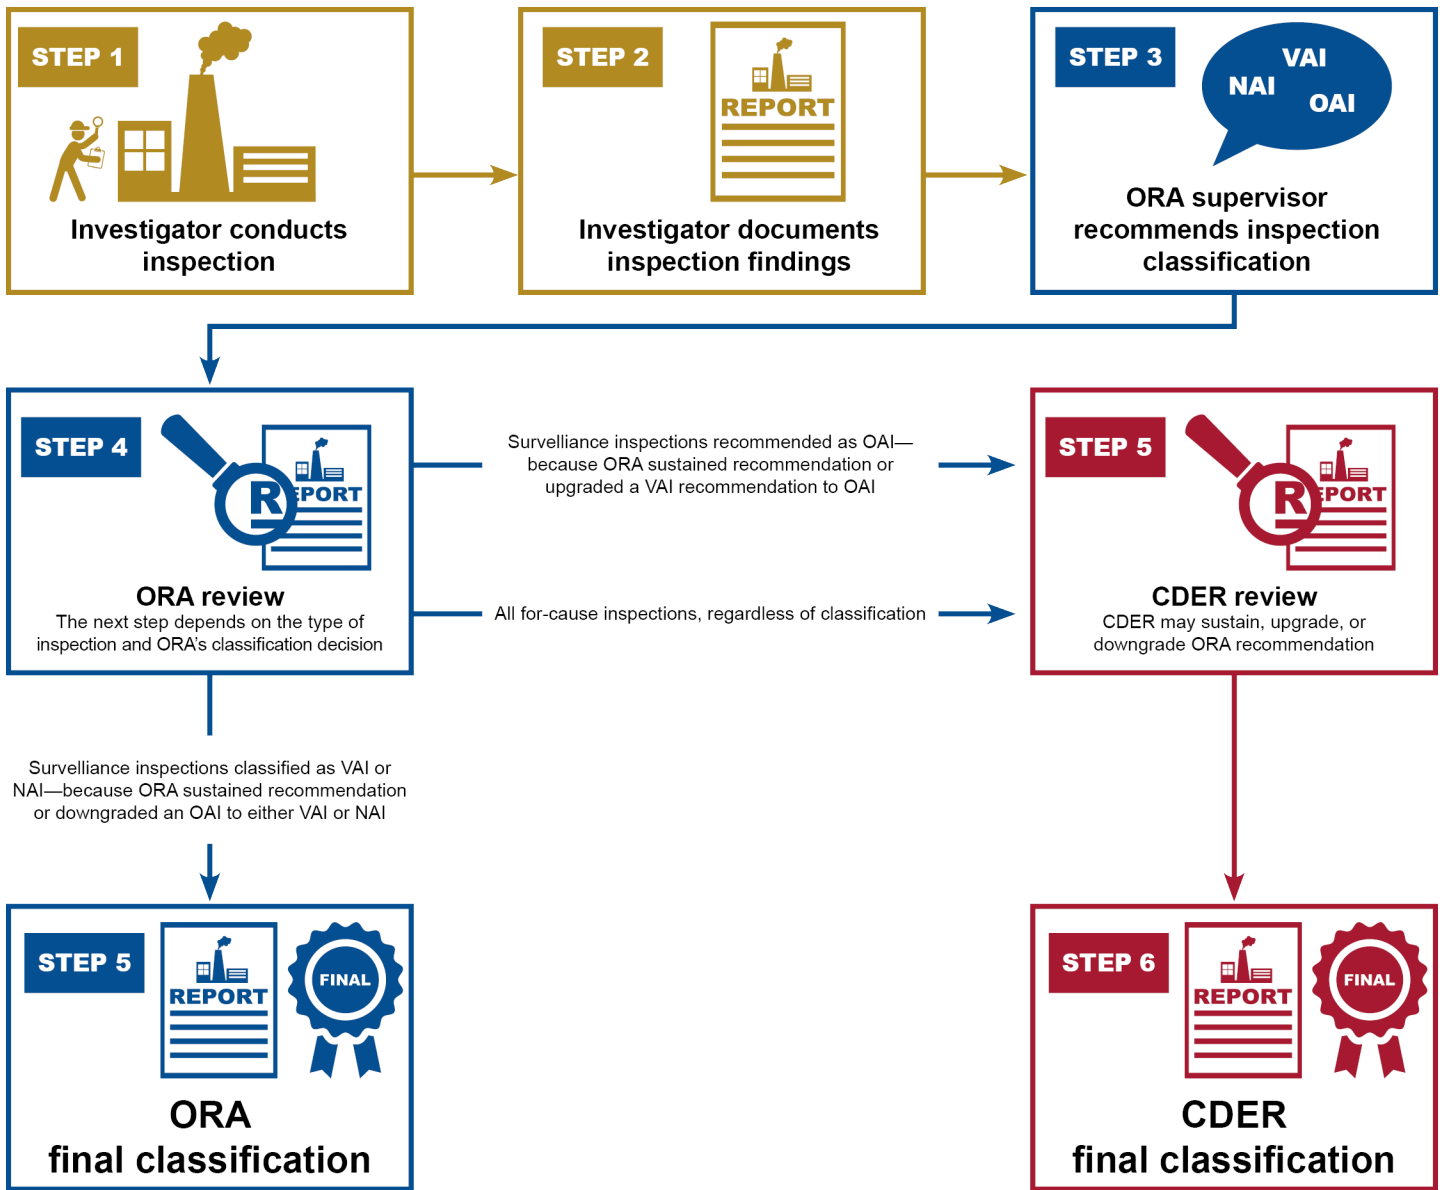 STEP 1
Investigator conducts
inspection
STEP 2
REPORT
Investigator documents
inspection findings
STEP 3
VAI
NAI
OAI
ORA supervisor
recommends inspection
classification
STEP 4
R
EPORT
ORA review
The next step depends on the type of
inspection and ORA’s classification decision
Survelliance inspections recommended as OAI—
because ORA sustained recommendation or
upgraded a VAI recommendation to OAI
All for-cause inspections, regardless of classification
STEP 5
R
EPORT
CDER review
CDER may sustain, upgrade, or
downgrade ORA recommendation
Survelliance inspections classified as VAI or
NAI—because ORA sustained recommendation
or downgraded an OAI to either VAI or NAI
STEP 5
REPORT
FINAL
ORA
final classification
STEP 6
REPORT
FINAL
CDER
final classification